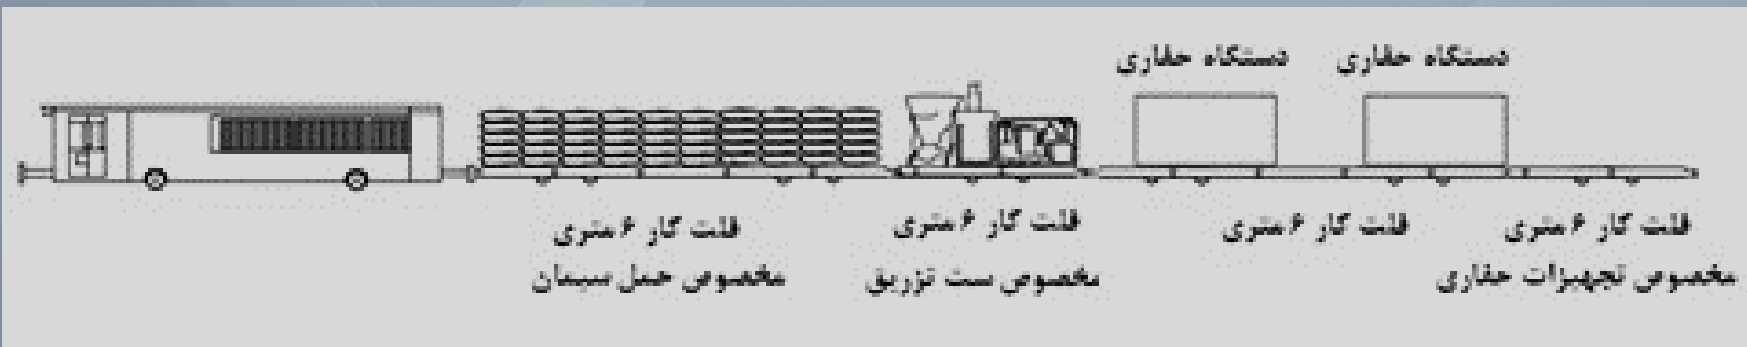 دستگاه حفاری
دستگاه حفاری
فلت کار ۶ متری
مخصوص تجهیزات حفاری
فلت کار ۶ متری
فلت کار ۶ متری
مخصوص ست تزریق
فلت کار ۶ متری
مخصوص حمل سیمان